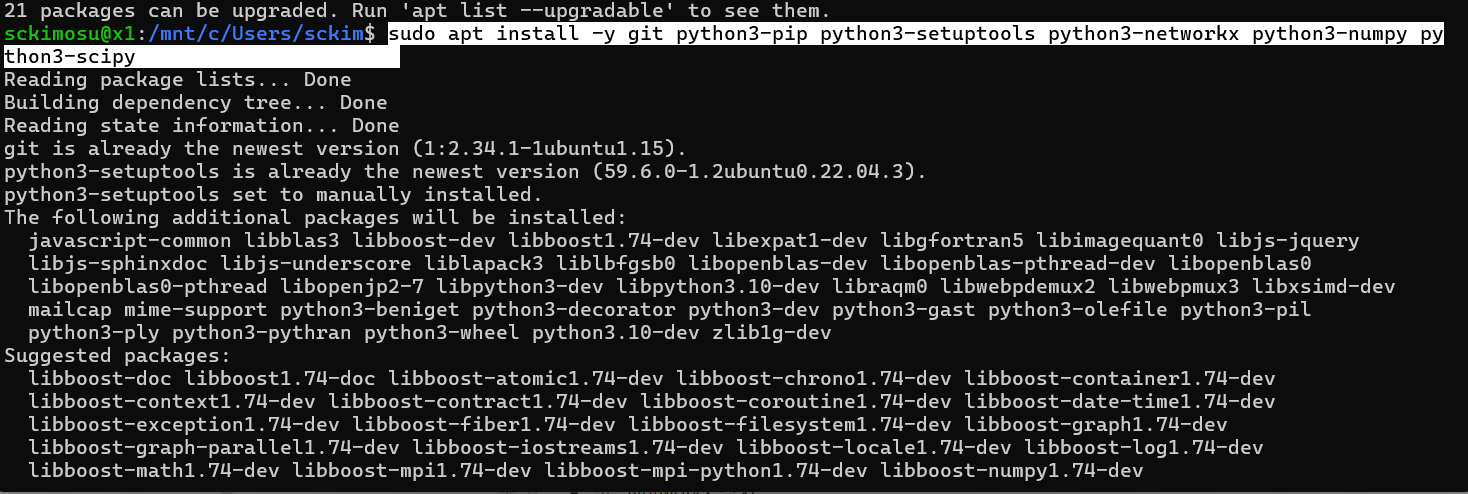 21 packages can be upgraded. Run 'apt list --upgradable' to see them.
sckimosu@x1:/mnt/c/Users/sckim$ sudo apt install -y git python3-pip python3-setuptools python3-networkx python3-numpy py
thon3-scipy
Reading package lists... Done
Building dependency tree... Done
Reading state information... Done
git is already the newest version (1:2.34.1-1ubuntu1.15).
python3-setuptools is already the newest version (59.6.0-1.2ubuntu0.22.04.3).
python3-setuptools set to manually installed.
The following additional packages will be installed:
  javascript-common libblas3 libboost-dev libboost1.74-dev libexpat1-dev libgfortran5 libimagequant0 libjs-jquery
  libjs-sphinxdoc libjs-underscore liblapack3 liblbfgsb0 libopenblas-dev libopenblas-pthread-dev libopenblas0
  libopenblas0-pthread libopenjp2-7 libpython3-dev libpython3.10-dev libraqm0 libwebpdemux2 libwebpmux3 libxsimd-dev
  mailcap mime-support python3-beniget python3-decorator python3-dev python3-gast python3-olefile python3-pil
  python3-ply python3-pythran python3-wheel python3.10-dev zlib1g-dev
Suggested packages:
  libboost-doc libboost1.74-doc libboost-atomic1.74-dev libboost-chrono1.74-dev libboost-container1.74-dev
  libboost-context1.74-dev libboost-contract1.74-dev libboost-coroutine1.74-dev libboost-date-time1.74-dev
  libboost-exception1.74-dev libboost-fiber1.74-dev libboost-filesystem1.74-dev libboost-graph1.74-dev
  libboost-graph-parallel1.74-dev libboost-iostreams1.74-dev libboost-locale1.74-dev libboost-log1.74-dev
  libboost-math1.74-dev libboost-mpi1.74-dev libboost-mpi-python1.74-dev libboost-numpy1.74-dev